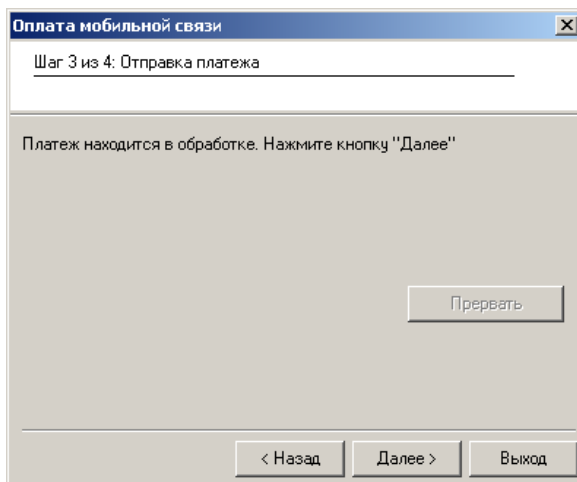 Оплата мобильной связи
Шаг 3 из 4: Отправка платежа
Платеж находится в обработке. Нажмите кнопку "Далее"
Прервать
< Назад Далее > Выход